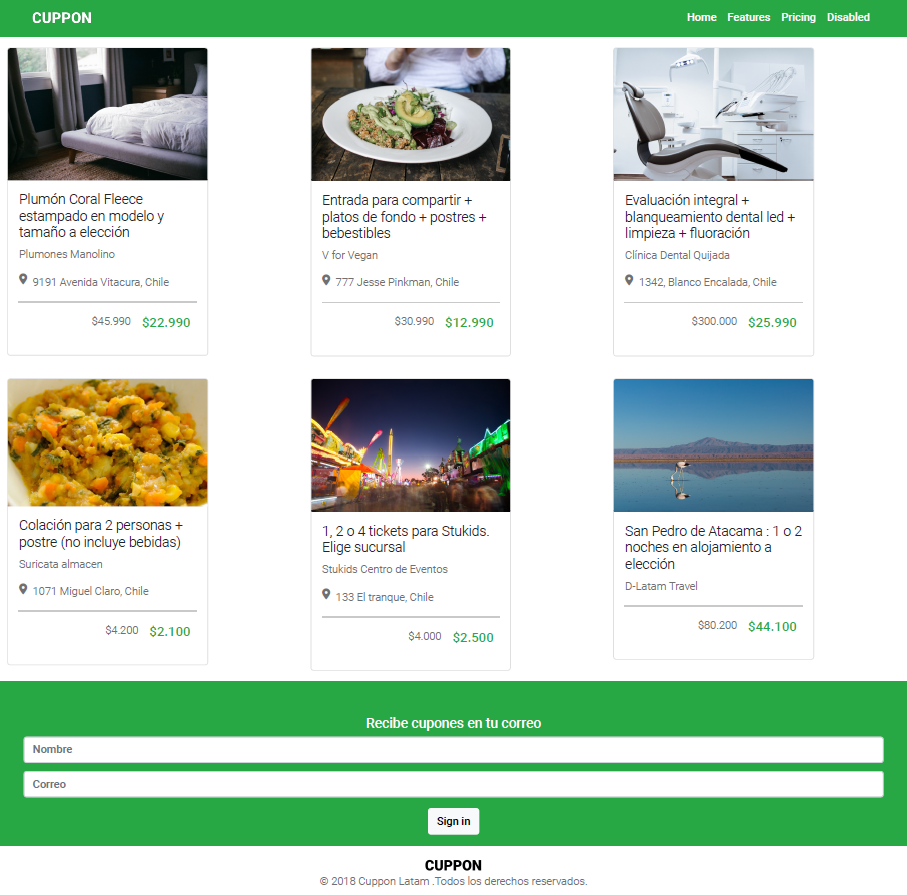 CUPPON
Home Features Pricing Disabled
Plumón Coral Fleece
estampado en modelo y
tamaño a elección
Plumones Manolino
9191 Avenida Vitacura, Chile
$45.990 $22.990
Entrada para compartir +
platos de fondo + postres +
bebestibles
V for Vegan
777 Jesse Pinkman, Chile
$30.990 $12.990
Evaluación integral +
blanqueamiento dental led +
limpieza + fluoración
Clínica Dental Quijada
1342, Blanco Encalada, Chile
$300.000 $25.990
Colación para 2 personas +
postre (no incluye bebidas)
Suricata almacen
1071 Miguel Claro, Chile
$4.200 $2.100
1, 2 o 4 tickets para Stukids.
Elige sucursal
Stukids Centro de Eventos
133 El tranque, Chile
$4.000 $2.500
San Pedro de Atacama : 1 o 2
noches en alojamiento a
elección
D-Latam Travel
$80.200 $44.100
Recibe cupones en tu correo
Nombre
Correo
Sign in
CUPPON
© 2018 Cuppon Latam .Todos los derechos reservados.